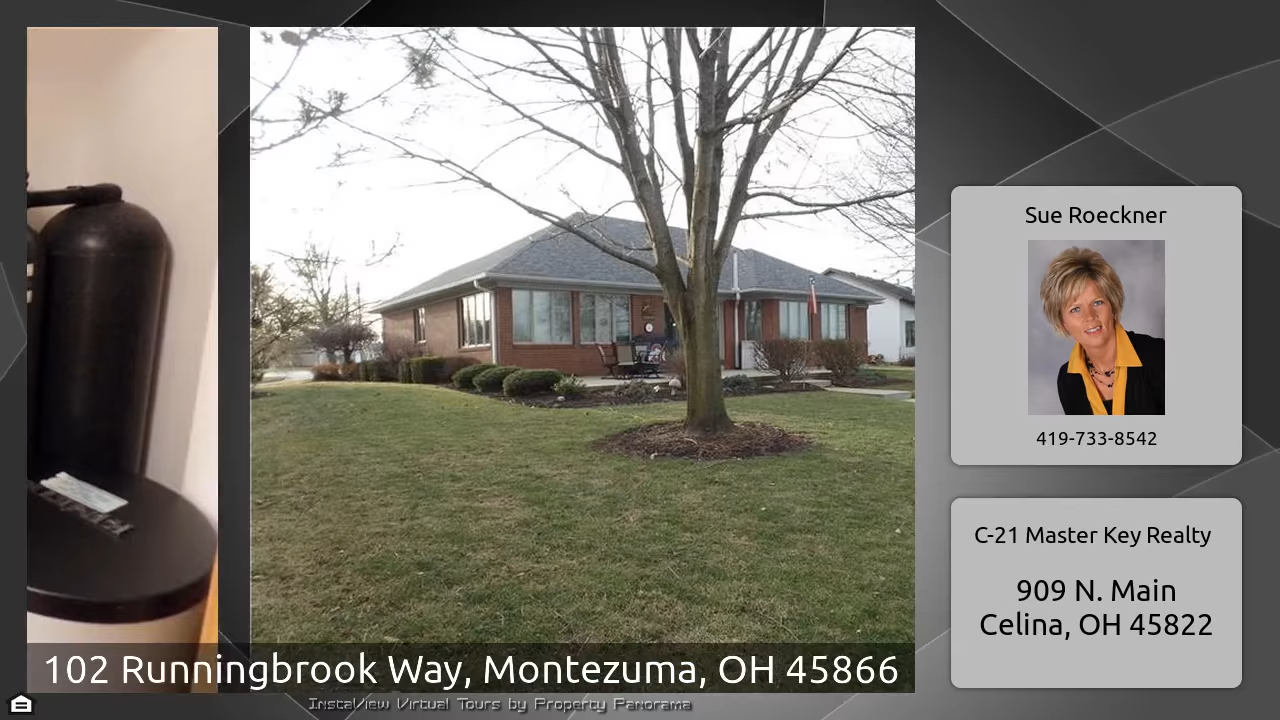 Sue Roeckner
419-733-8542
C-21 Master Key Realty
909 N. Main
Celina, OH 45822
102 Runningbrook Way, Montezuma, OH 45866
InstaView Virtual Tours by Property Panorama